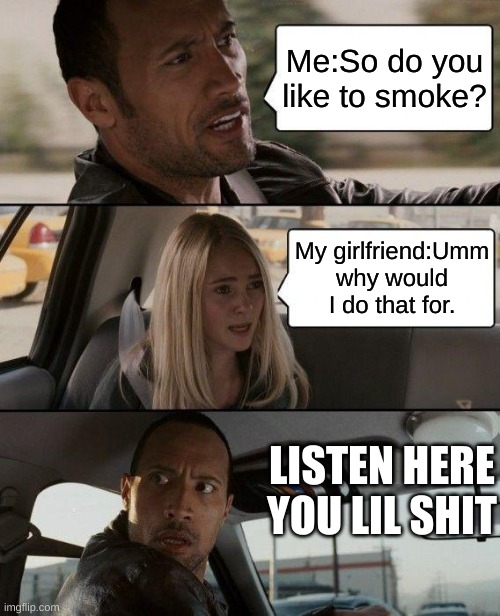 Me:So do you
like to smoke?
My girlfriend:Umm
why would
I do that for.
LISTEN HERE
YOU LIL SHIT
imgflip.com